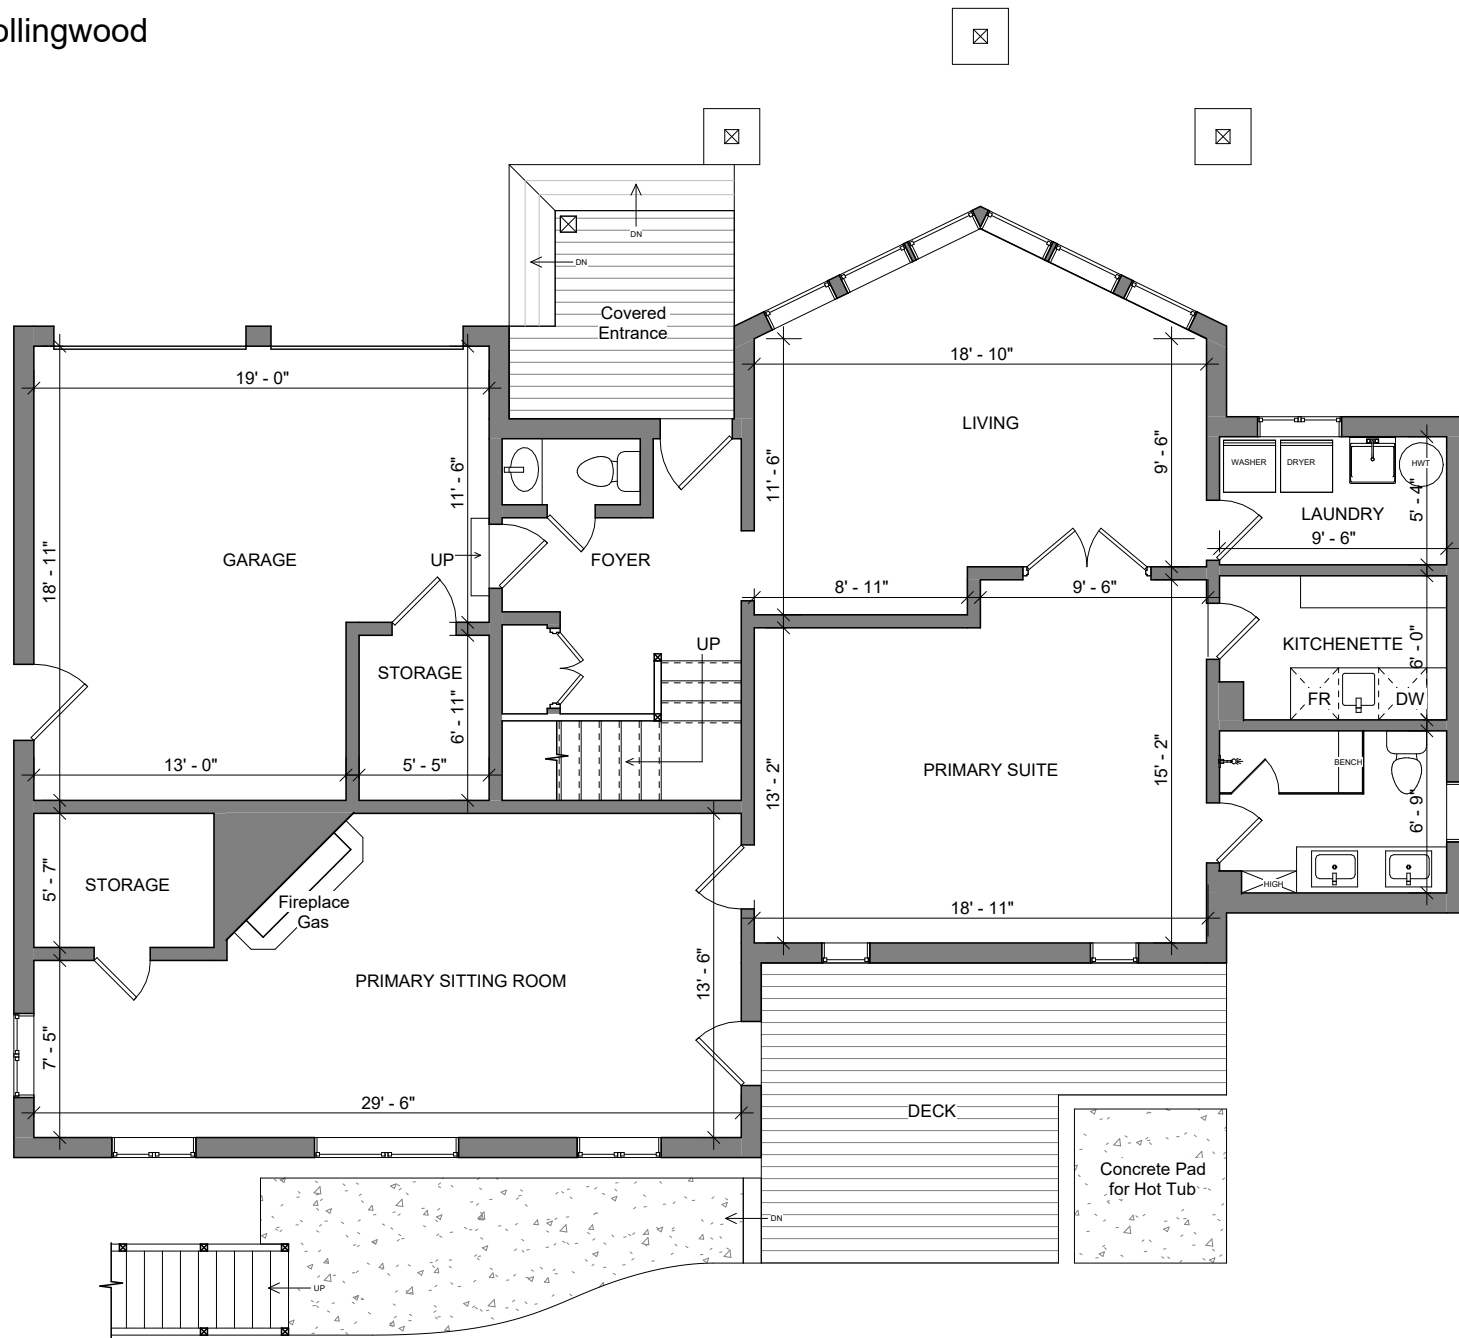 ollingwood
DN
DN
Covered
Entrance
19' - 0"
18' - 10"
LIVING
11' - 6"
11' - 6"
9' - 6"
WASHER
DRYER
HWT
LAUNDRY
5' - 4"
9' - 6"
GARAGE
UP
FOYER
18' - 11"
8' - 11"
9' - 6"
STORAGE
UP
KITCHENETTE
6' - 0"
FR
DW
6' - 11"
13' - 0"
5' - 5"
PRIMARY SUITE
13' - 2"
15' - 2"
BENCH
6' - 9"
HIGH
5' - 7"
STORAGE
Fireplace
Gas
18' - 11"
PRIMARY SITTING ROOM
13' - 6"
7' - 5"
29' - 6"
DECK
Concrete Pad
for Hot Tub
DN
UP